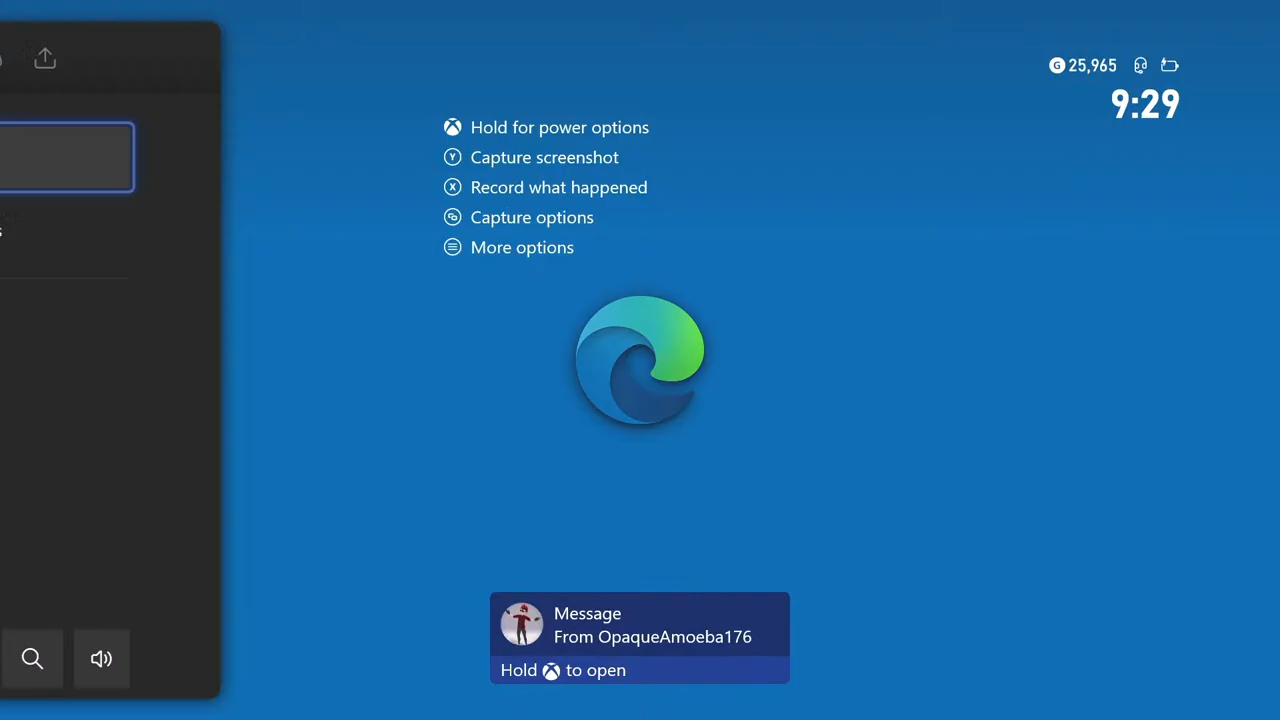 25,965
9:29
Hold for power options
Capture screenshot
Record what happened
Capture options
More options
Message
From OpaqueAmoeba176
Hold to open